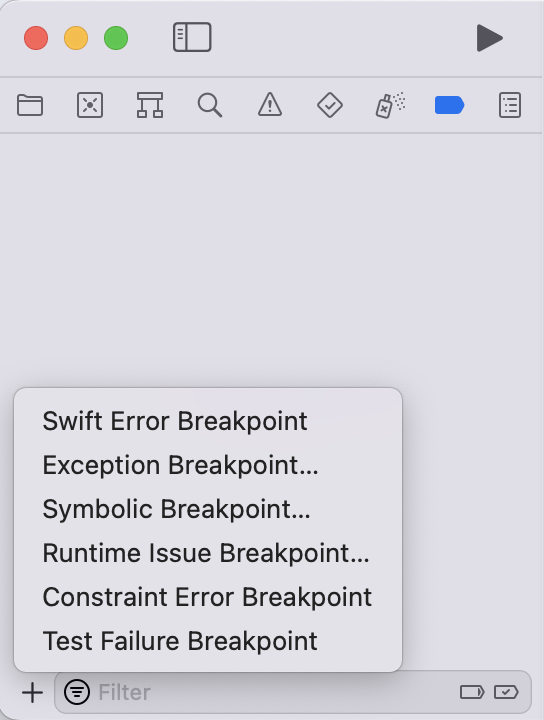 Swift Error Breakpoint
Exception Breakpoint...
Symbolic Breakpoint...
Runtime Issue Breakpoint...
Constraint Error Breakpoint
Test Failure Breakpoint
Filter